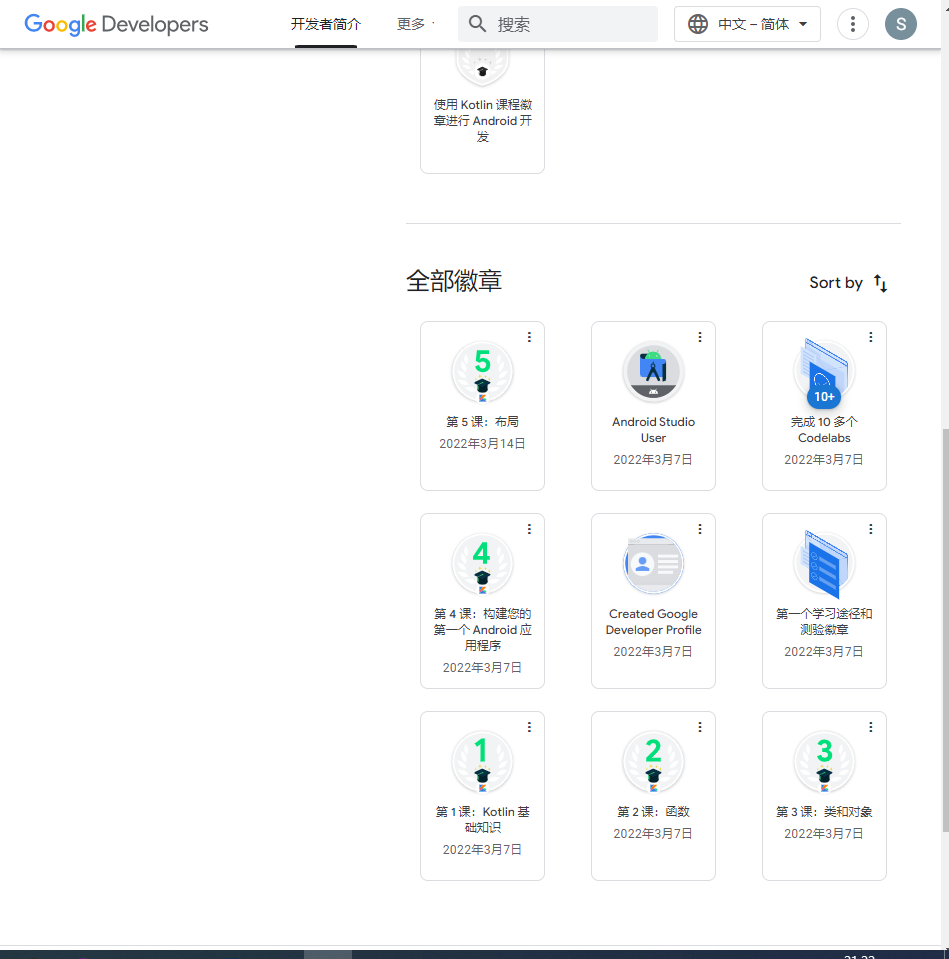 Google Developers 开发者简介 更多 搜索 中文 – 简体 S
使用 Kotlin 课程徽
章进行 Android 开
发
全部徽章 Sort by
5
第 5 课：布局
2022年3月14日
Android Studio
User
2022年3月7日
10+
完成 10 多个
Codelabs
2022年3月7日
4
第 4 课：构建您的
第一个 Android 应
用程序
2022年3月7日
Created Google
Developer Profile
2022年3月7日
第一个学习途径和
测验徽章
2022年3月7日
1
第 1 课：Kotlin 基
础知识
2022年3月7日
2
第 2 课：函数
2022年3月7日
3
第 3 课：类和对象
2022年3月7日